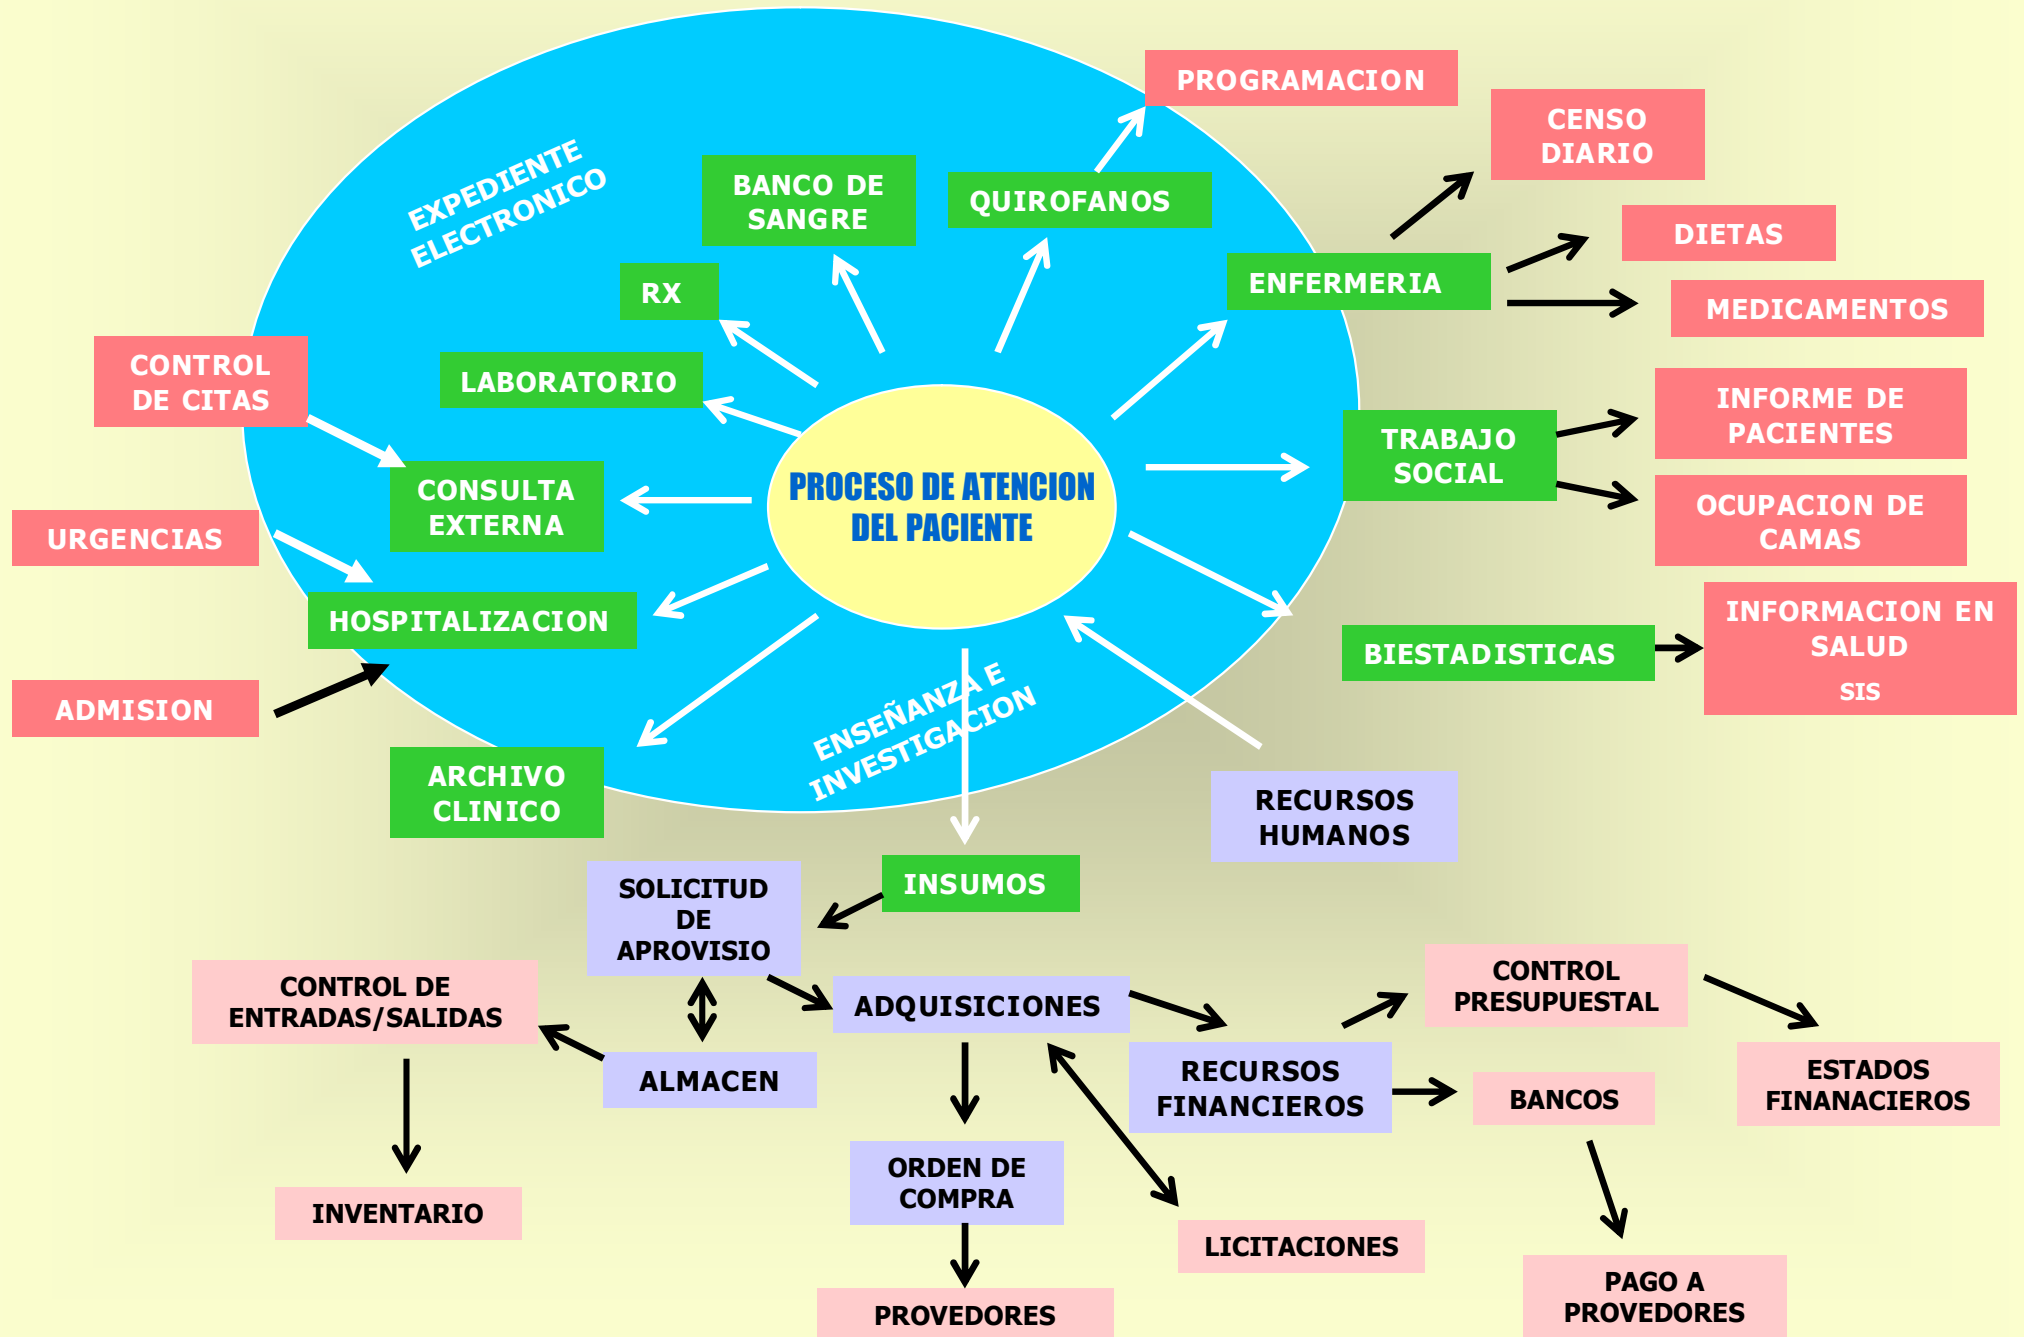 PROGRAMACION
CENSO
DIARIO
EXPEDIENTE
ELECTRONICO
BANCO DE
SANGRE
QUIROFANOS
DIETAS
ENFERMERIA
RX
MEDICAMENTOS
CONTROL
DE CITAS
LABORATORIO
INFORME DE
PACIENTES
TRABAJO
SOCIAL
PROCESO DE ATENCION
DEL PACIENTE
CONSULTA
EXTERNA
OCUPACION DE
CAMAS
URGENCIAS
HOSPITALIZACION
INFORMACION EN
SALUD
SIS
BIESTADISTICAS
ADMISION
ENSEÑANZA E
INVESTIGACION
ARCHIVO
CLINICO
RECURSOS
HUMANOS
INSUMOS
SOLICITUD
DE
APROVISIO
CONTROL DE
ENTRADAS/SALIDAS
ADQUISICIONES
CONTROL
PRESUPUESTAL
ALMACEN
RECURSOS
FINANCIEROS
BANCOS
ESTADOS
FINANACIEROS
ORDEN DE
COMPRA
INVENTARIO
LICITACIONES
PROVEDORES
PAGO A
PROVEDORES